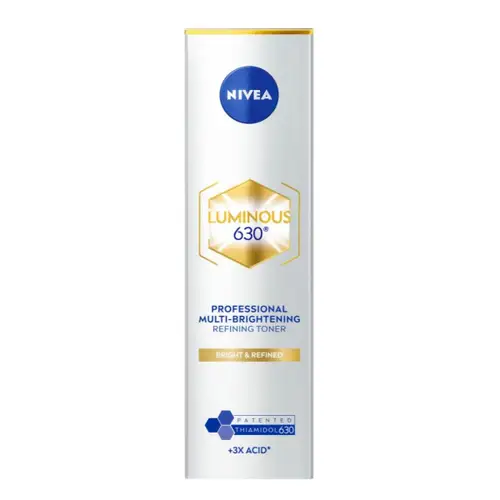 NIVEA
LUMINOUS
630®
PROFESSIONAL
MULTI-BRIGHTENING
REFINING TONER
BRIGHT & REFINED
PATENTED
THIAMIDOL630
+3X ACID*